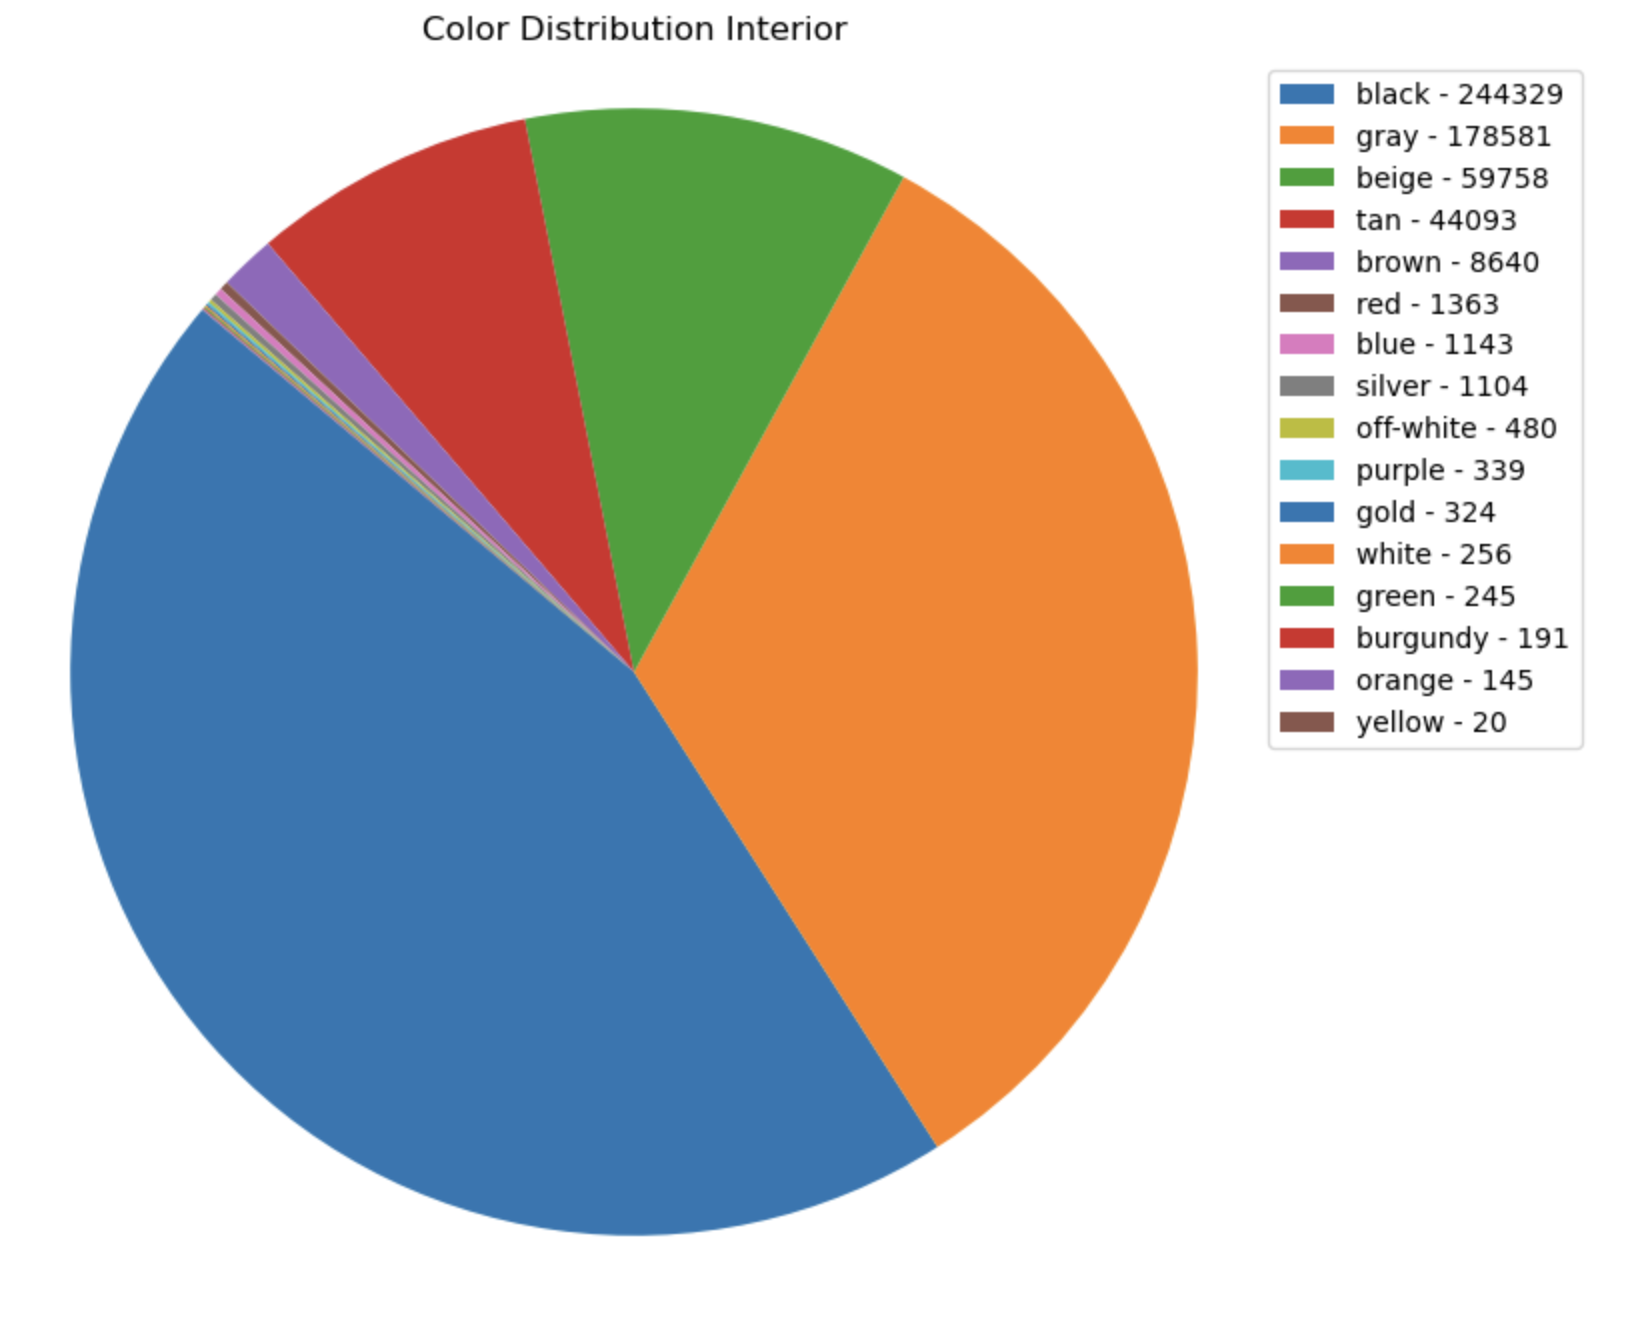 Color Distribution Interior
black - 244329
gray - 178581
beige - 59758
tan - 44093
brown - 8640
red - 1363
blue - 1143
silver - 1104
off-white - 480
purple - 339
gold - 324
white - 256
green - 245
burgundy - 191
orange - 145
yellow - 20